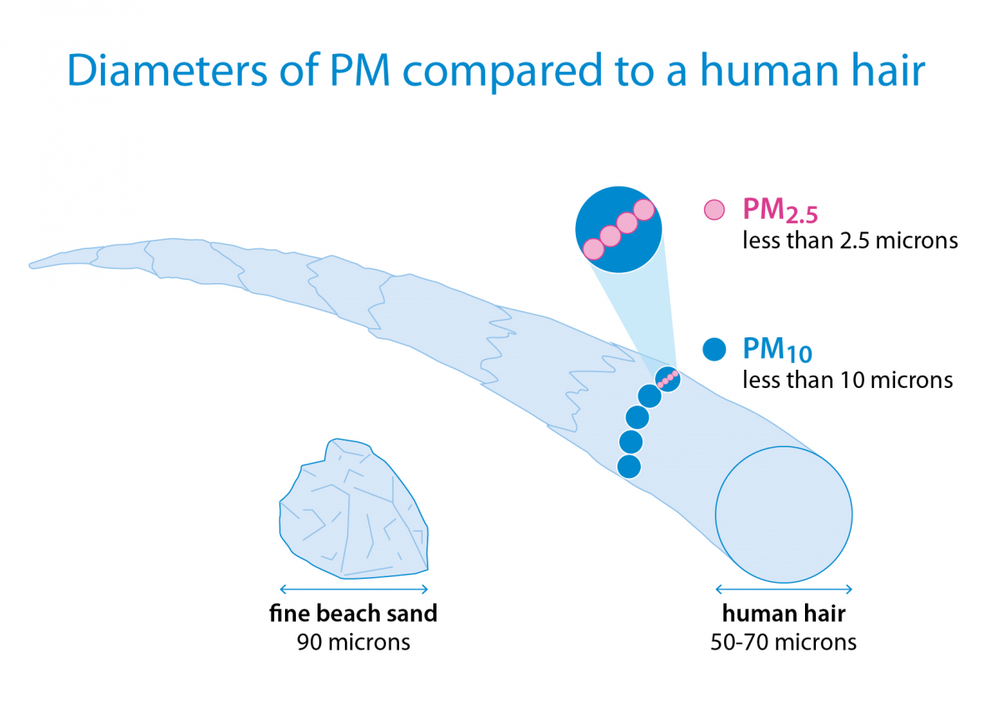 Diameters of PM compared to a human hair
PM2.5
less than 2.5 microns
PM10
less than 10 microns
fine beach sand
90 microns
human hair
50-70 microns